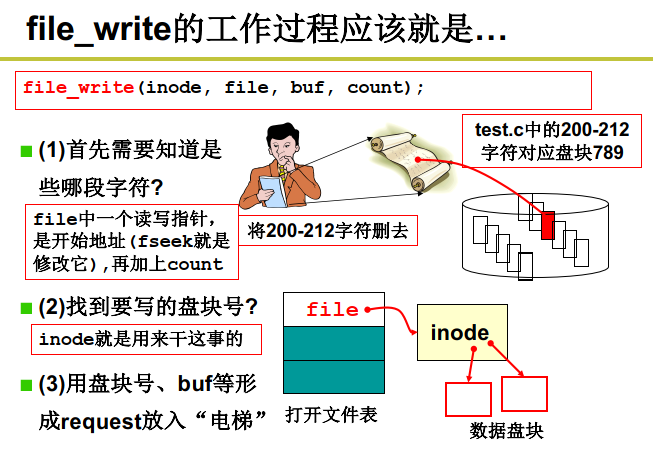 file_write的工作过程应该就是…
file_write(inode, file, buf, count);
(1)首先需要知道是
些哪段字符?
file中一个读写指针，
是开始地址(fseek就是
修改它),再加上count
将200-212字符删去
test.c中的200-212
字符对应盘块789
(2)找到要写的盘块号?
inode就是用来干这事的
(3)用盘块号、buf等形
成request放入“电梯”
file
打开文件表
inode
数据盘块